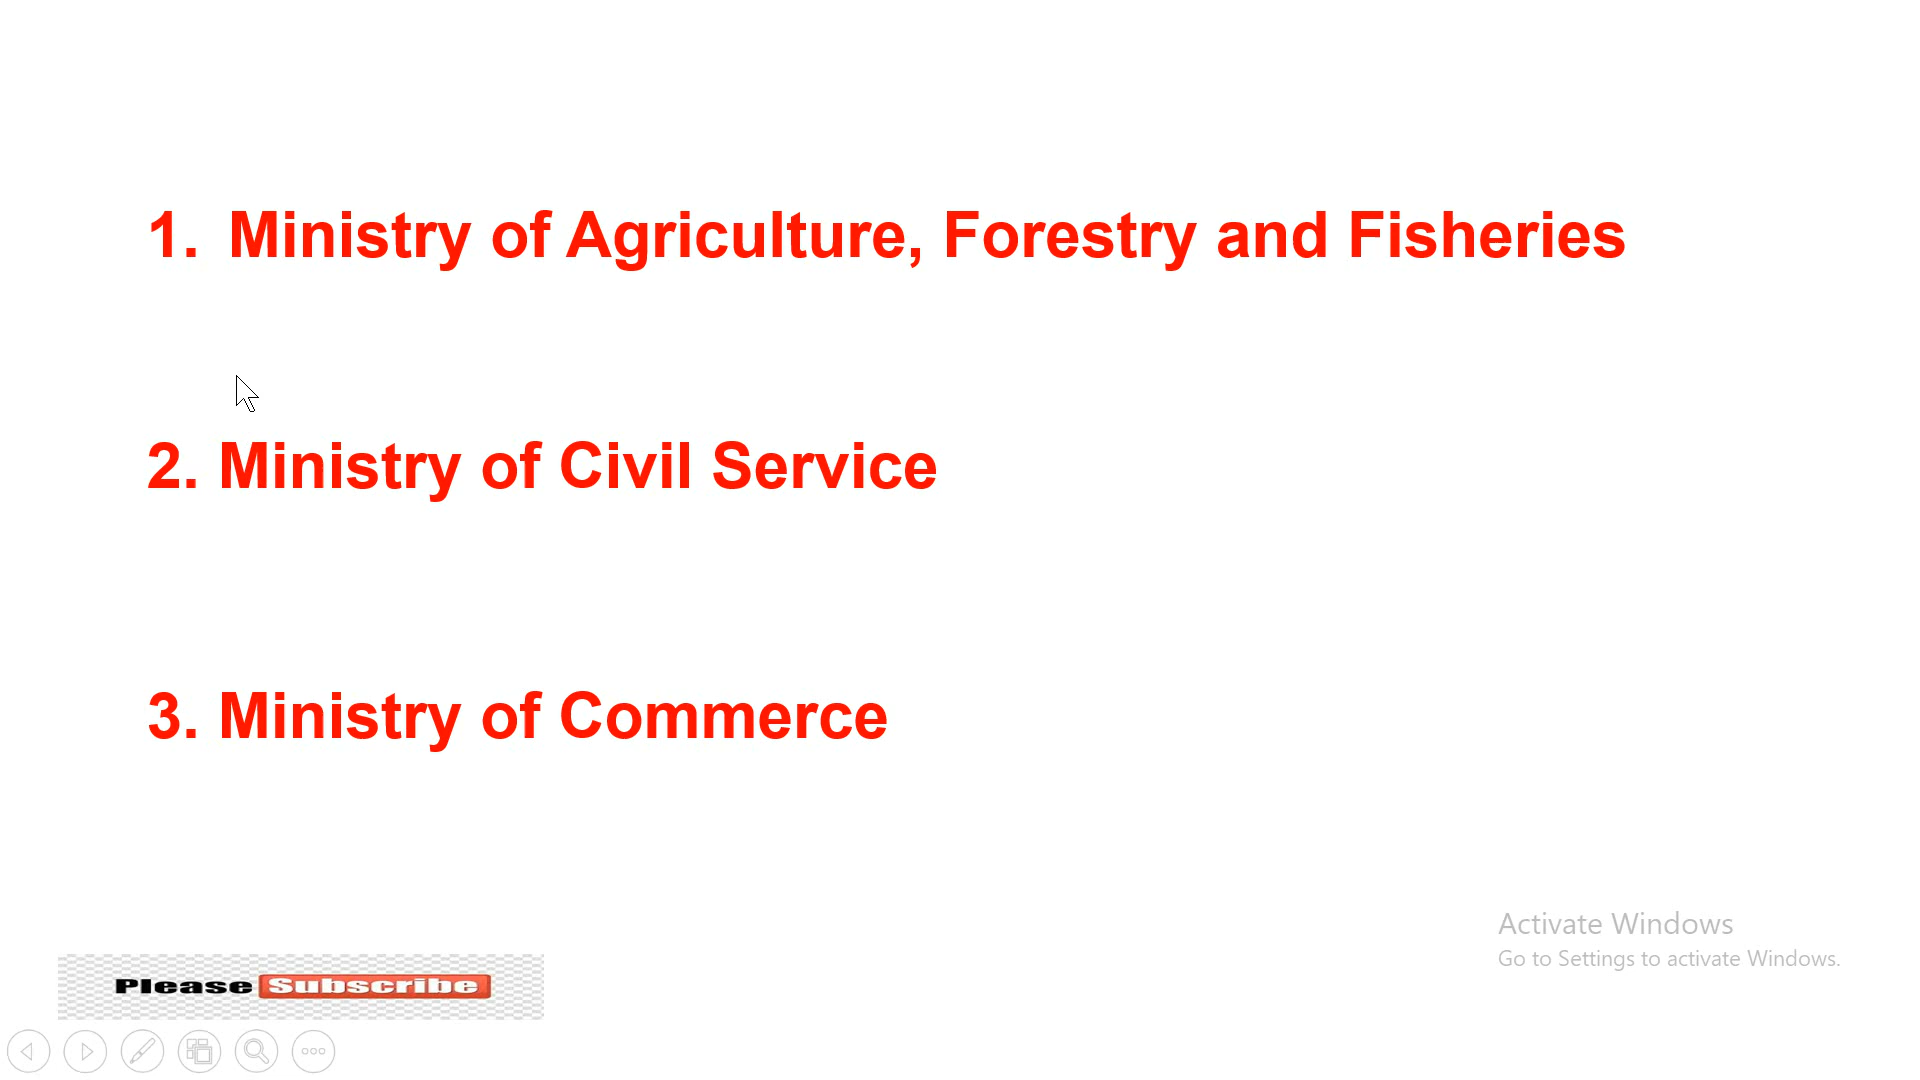 1. Ministry of Agriculture, Forestry and Fisheries
2. Ministry of Civil Service
3. Ministry of Commerce
Activate Windows
Go to Settings to activate Windows.
Please Subscribe